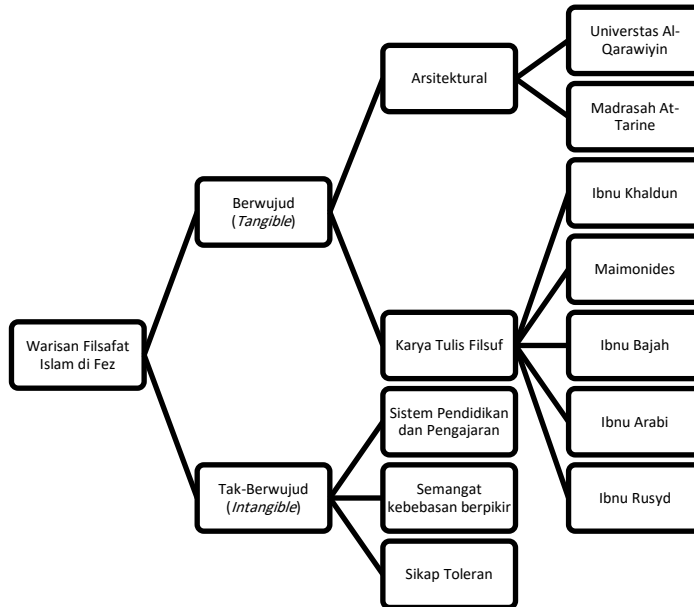 Universtas Al-
Qarawiyin
Arsitektural
Madrasah At-
Tarine
Berwujud
(Tangible)
Ibnu Khaldun
Maimonides
Warisan Filsafat
Islam di Fez
Karya Tulis Filsuf
Ibnu Bajah
Sistem Pendidikan
dan Pengajaran
Ibnu Arabi
Tak-Berwujud
(Intangible)
Semangat
kebebasan berpikir
Ibnu Rusyd
Sikap Toleran